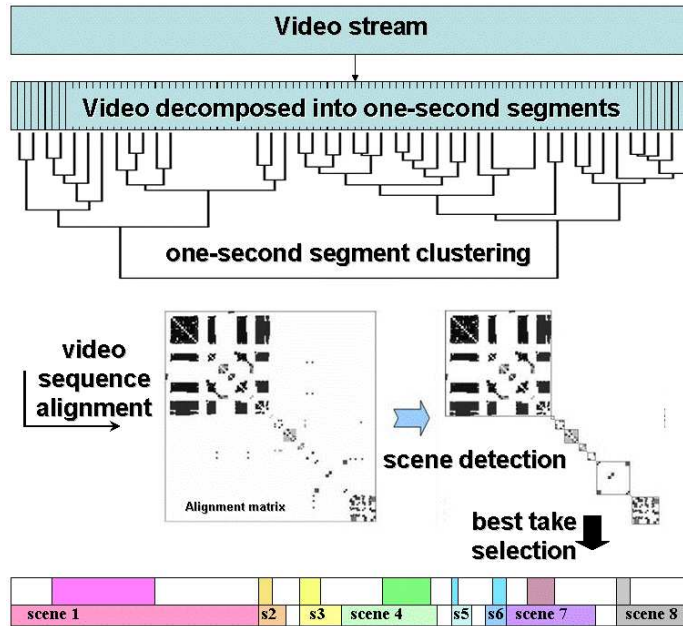 Video stream
Video decomposed into one-second segments
one-second segment clustering
video
sequence
alignment
Alignment matrix
scene detection
best take
selection
scene 1
s2
s3
scene 4
s5
s6
scene 7
scene 8